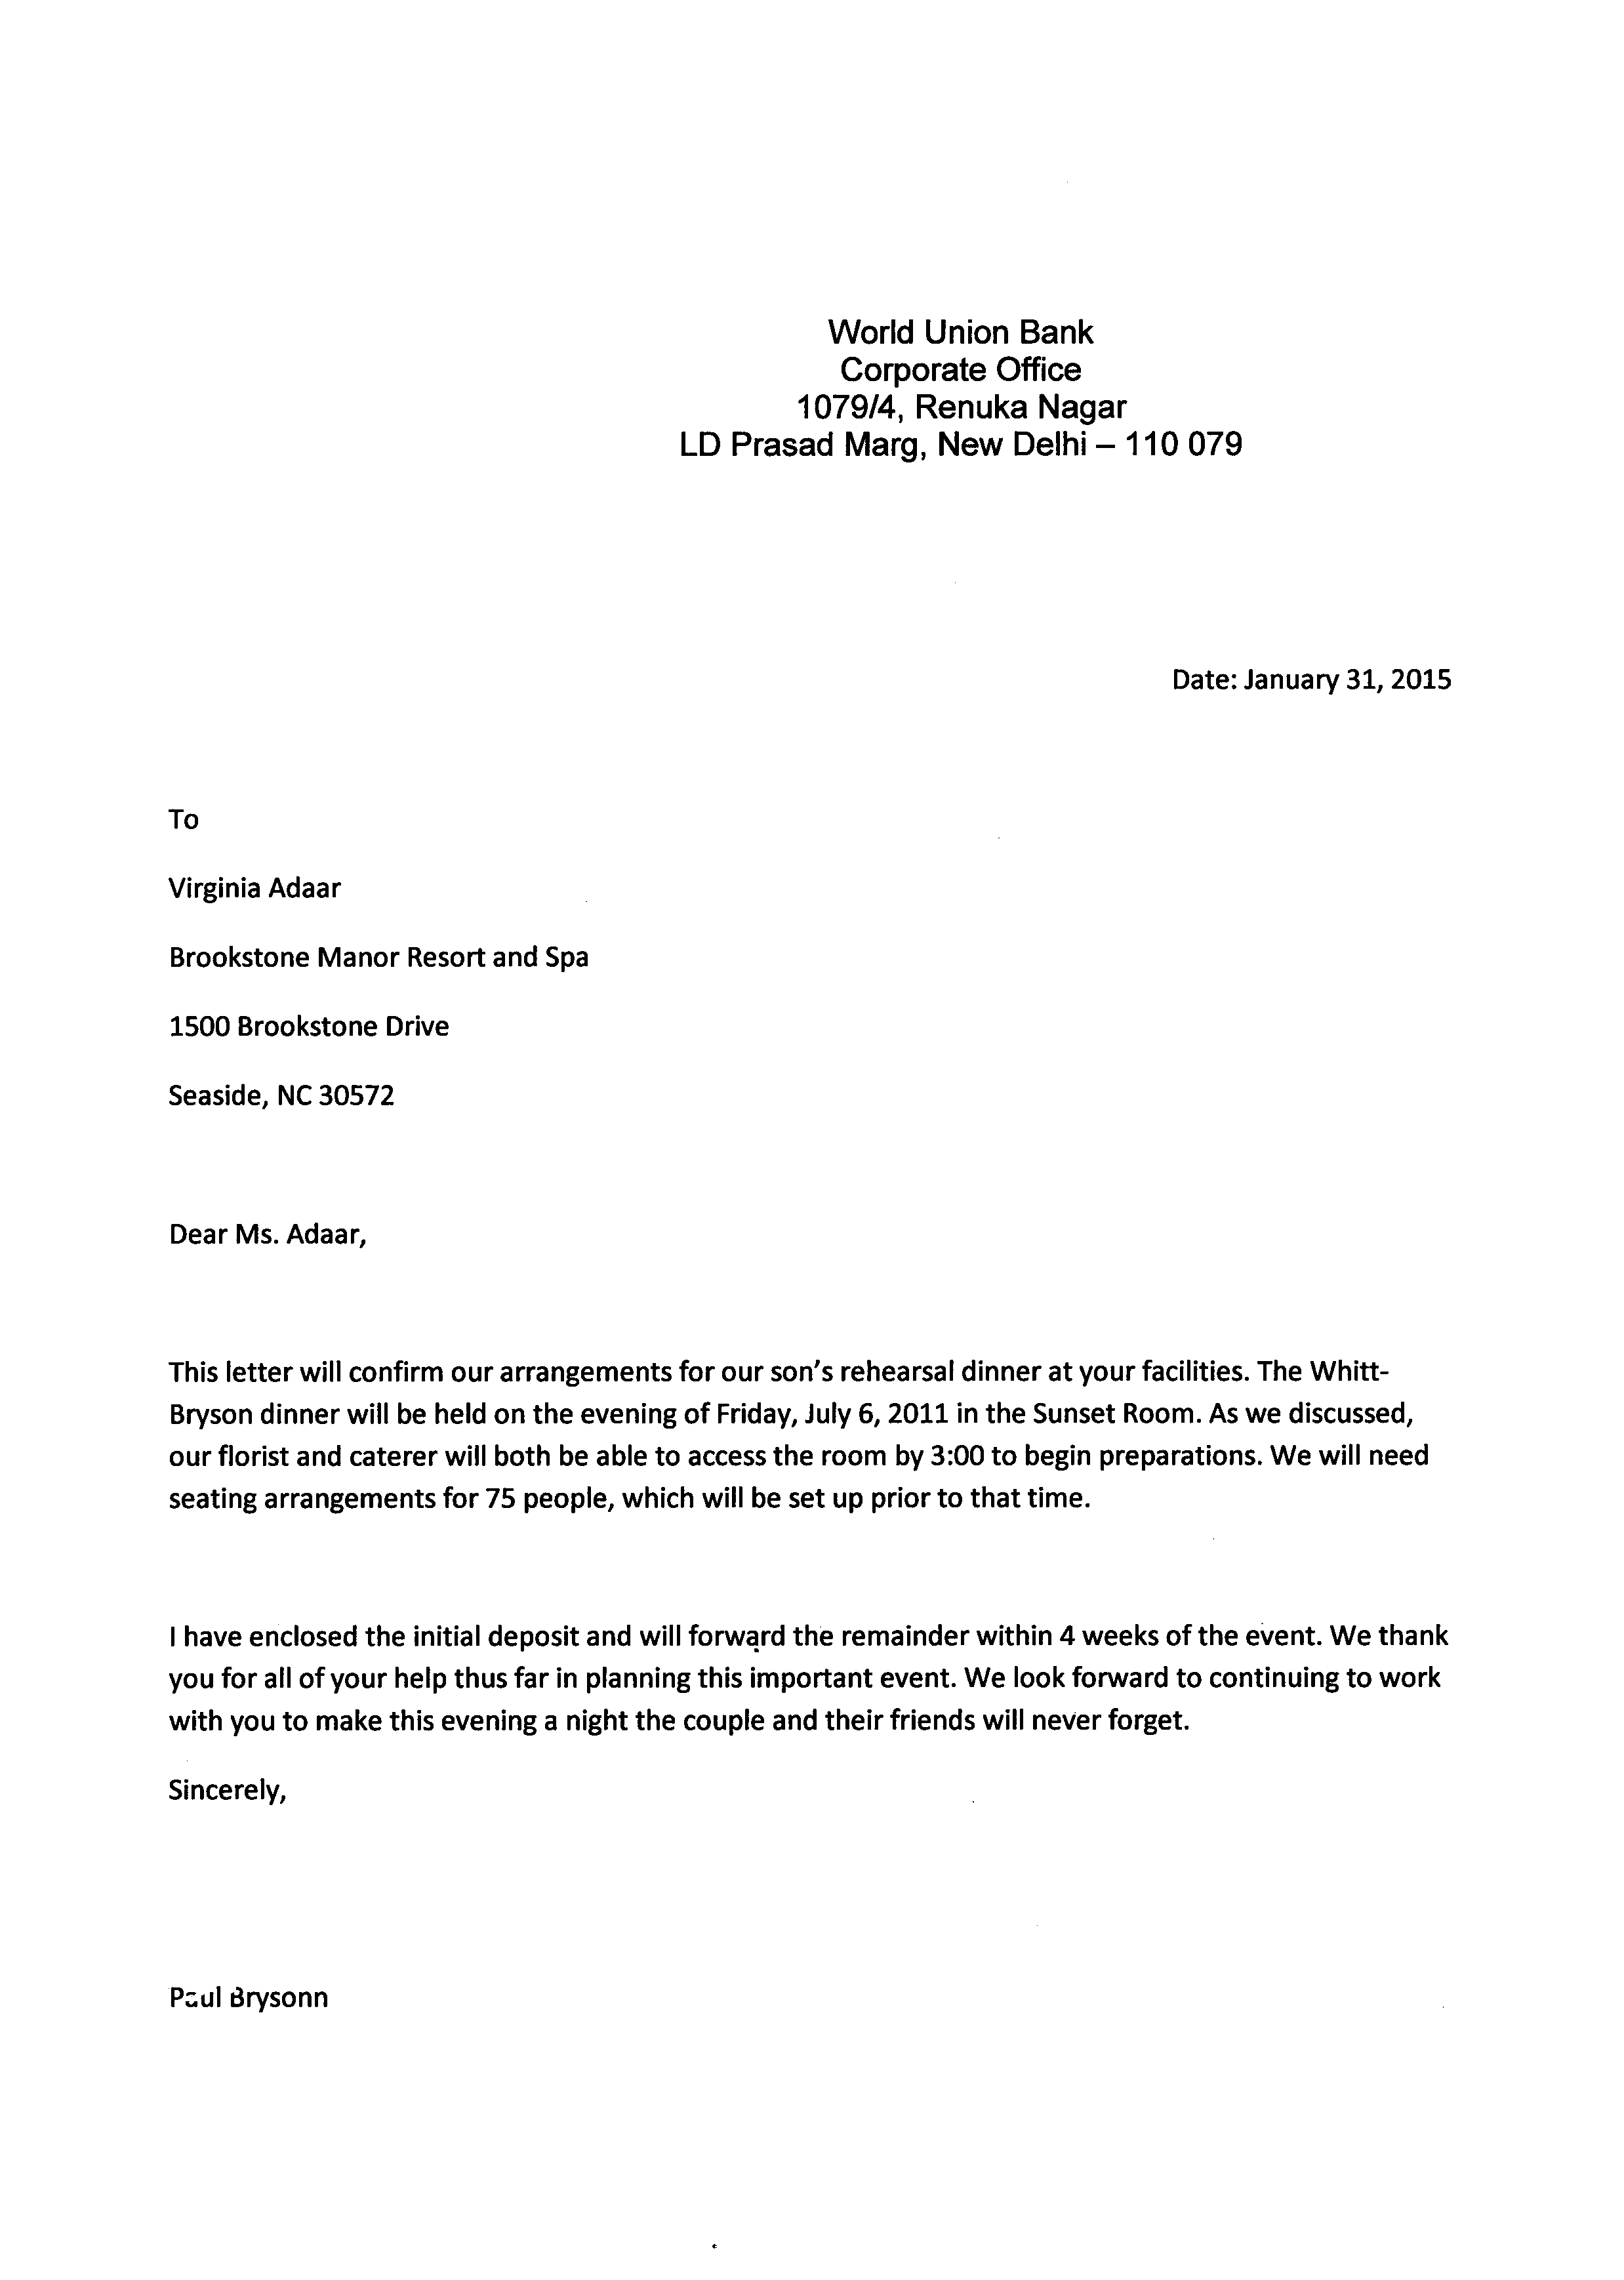 World Union Bank
Corporate Office
1079/4, Renuka Nagar
LD Prasad Marg, New Delhi – 110 079
Date: January 31, 2015
To
Virginia Adaar
Brookstone Manor Resort and Spa
1500 Brookstone Drive
Seaside, NC 30572
Dear Ms. Adaar,
This letter will confirm our arrangements for our son's rehearsal dinner at your facilities. The Whitt-
Bryson dinner will be held on the evening of Friday, July 6, 2011 in the Sunset Room. As we discussed,
our florist and caterer will both be able to access the room by 3:00 to begin preparations. We will need
seating arrangements for 75 people, which will be set up prior to that time.
I have enclosed the initial deposit and will forward the remainder within 4 weeks of the event. We thank
you for all of your help thus far in planning this important event. We look forward to continuing to work
with you to make this evening a night the couple and their friends will never forget.
Sincerely,
Paul Brysonn